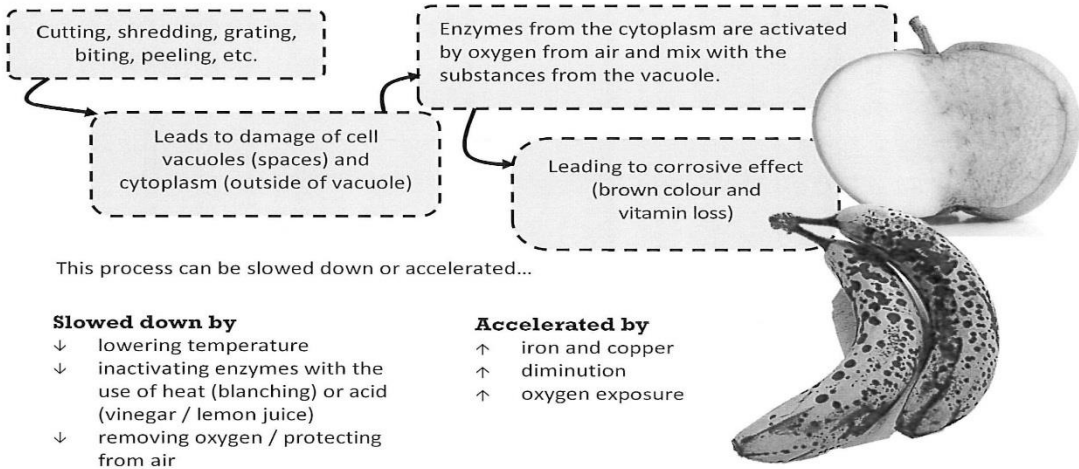 Cutting, shredding, grating,
biting, peeling, etc.
Enzymes from the cytoplasm are activated
by oxygen from air and mix with the
substances from the vacuole.
Leads to damage of cell
vacuoles (spaces) and
cytoplasm (outside of vacuole)
Leading to corrosive effect
(brown colour and
vitamin loss)
This process can be slowed down or accelerated...
Slowed down by
↓ lowering temperature
↓ inactivating enzymes with the
use of heat (blanching) or acid
(vinegar / lemon juice)
↓ removing oxygen / protecting
from air
Accelerated by
↑ iron and copper
↑ diminution
↑ oxygen exposure